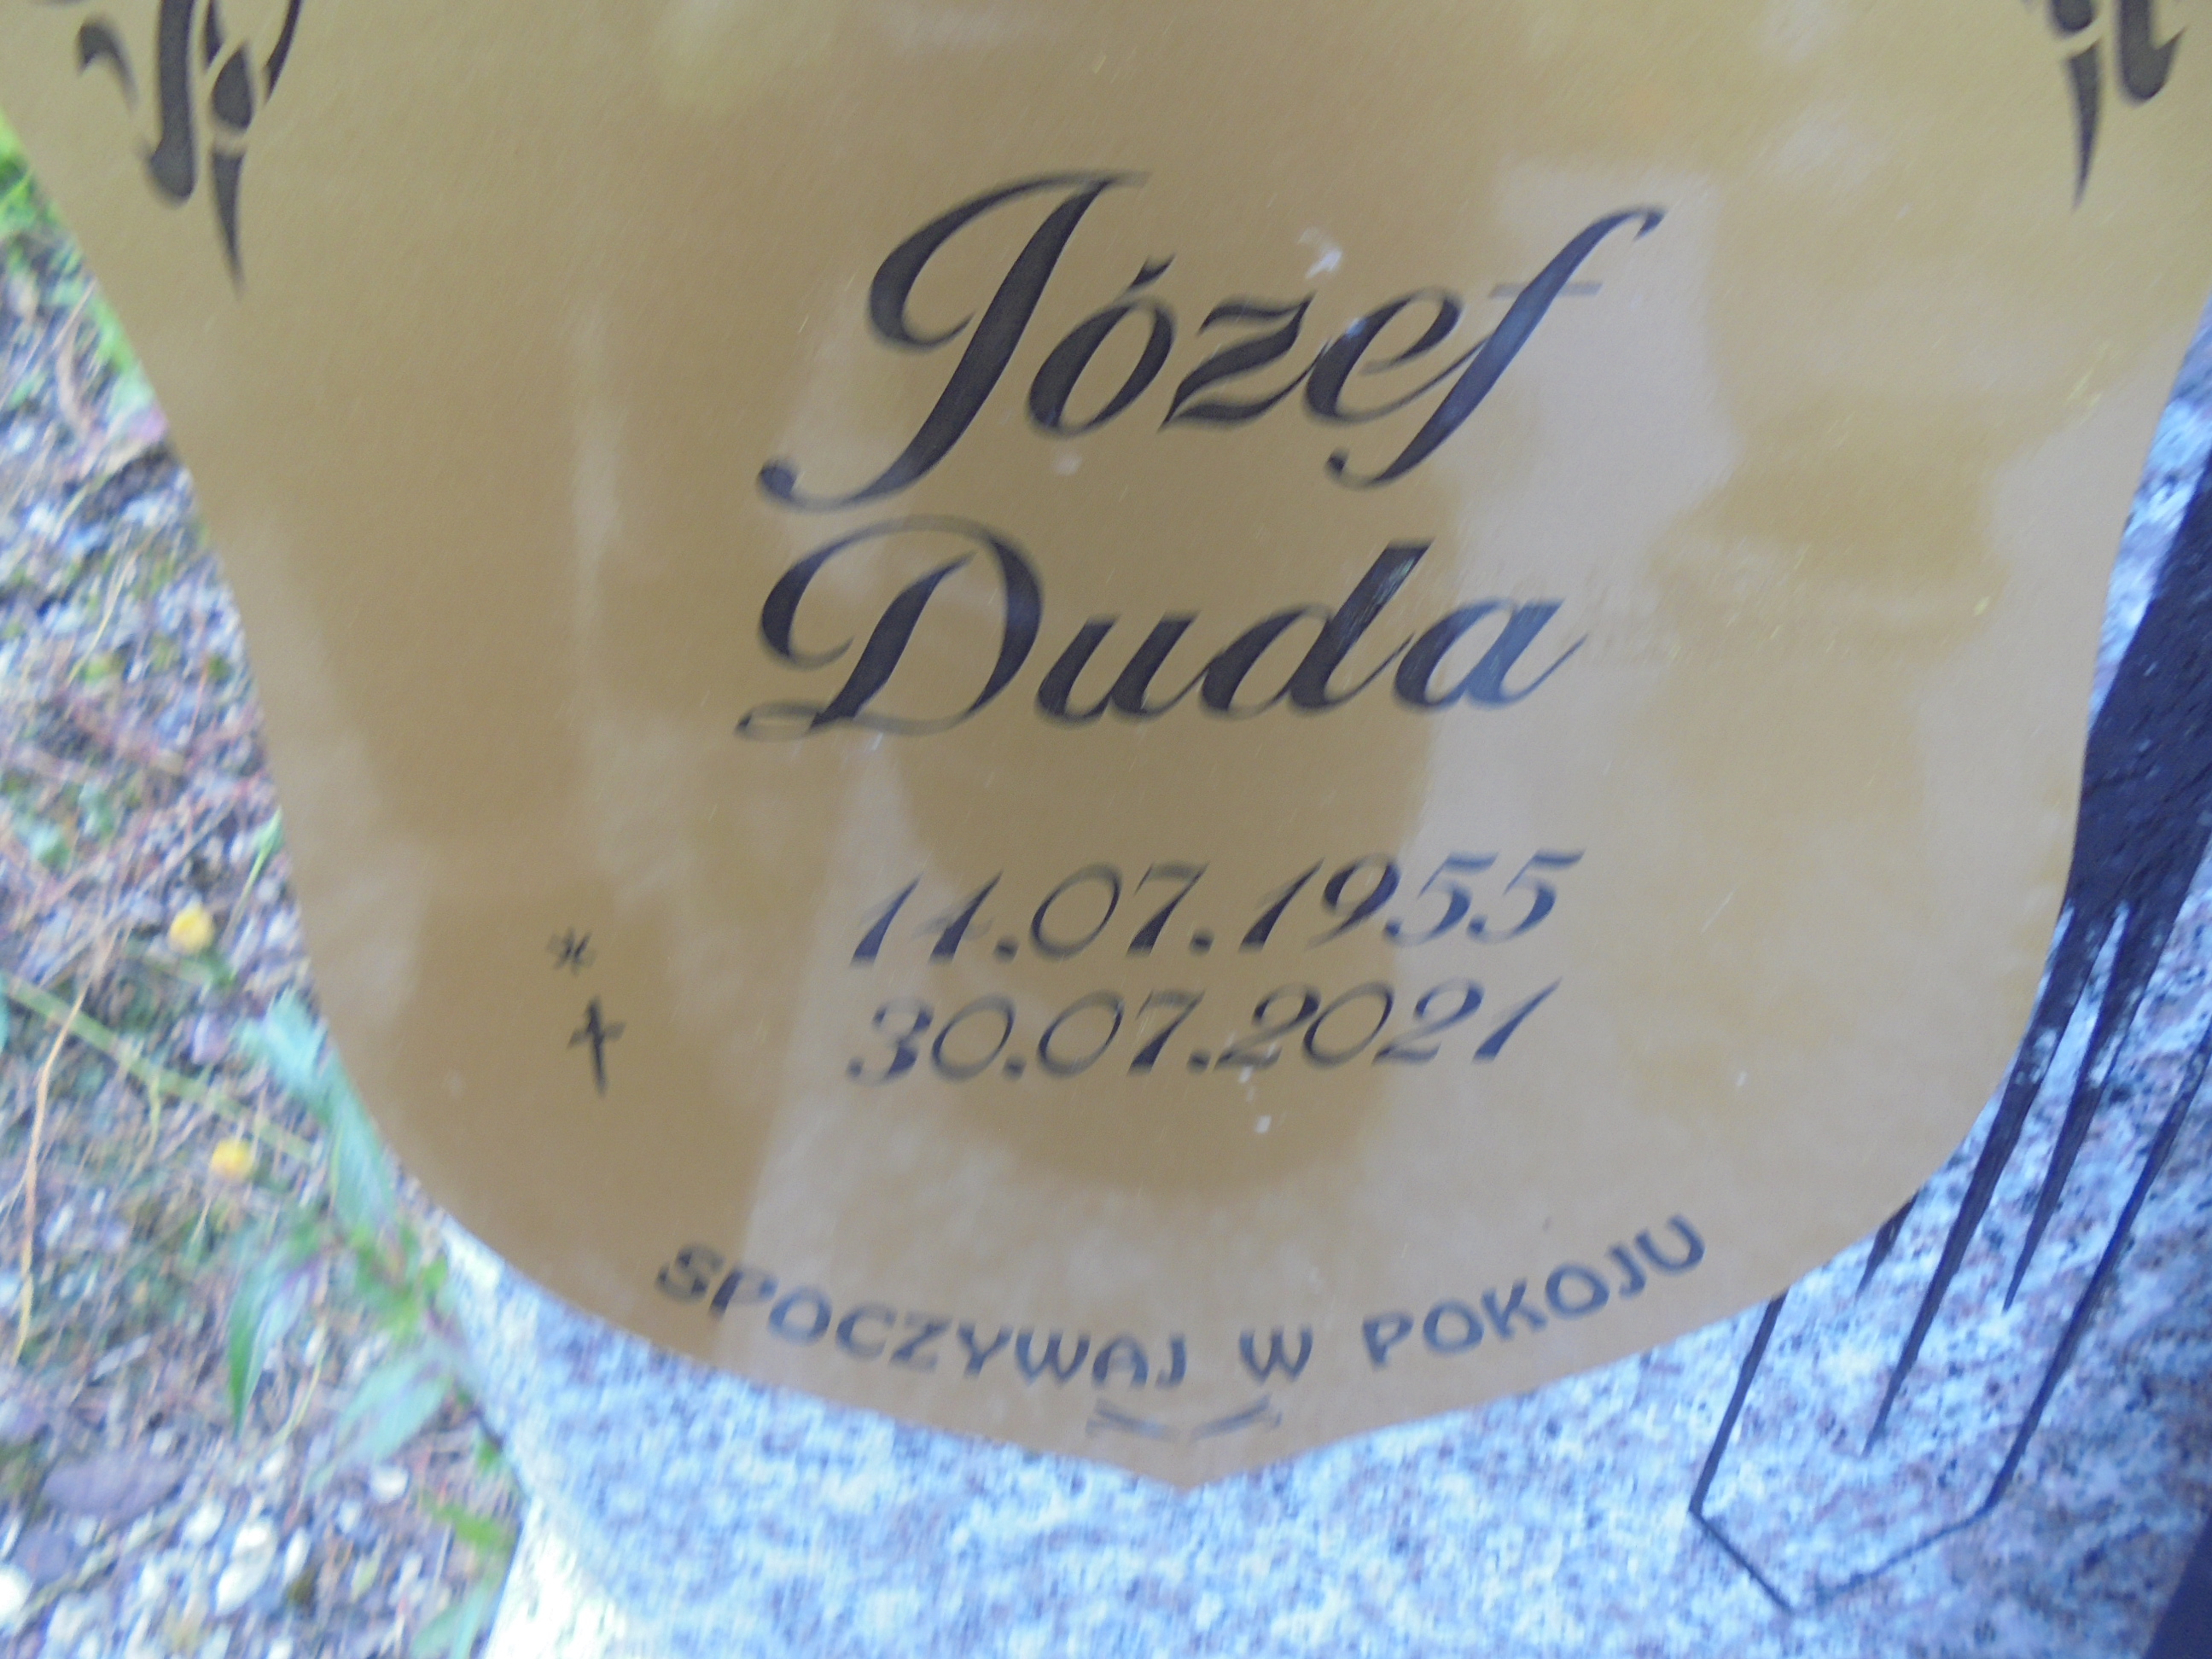 Józef
Duda
* 11.07.1955
† 30.07.2021
SPOCZYWAJ W POKOJU